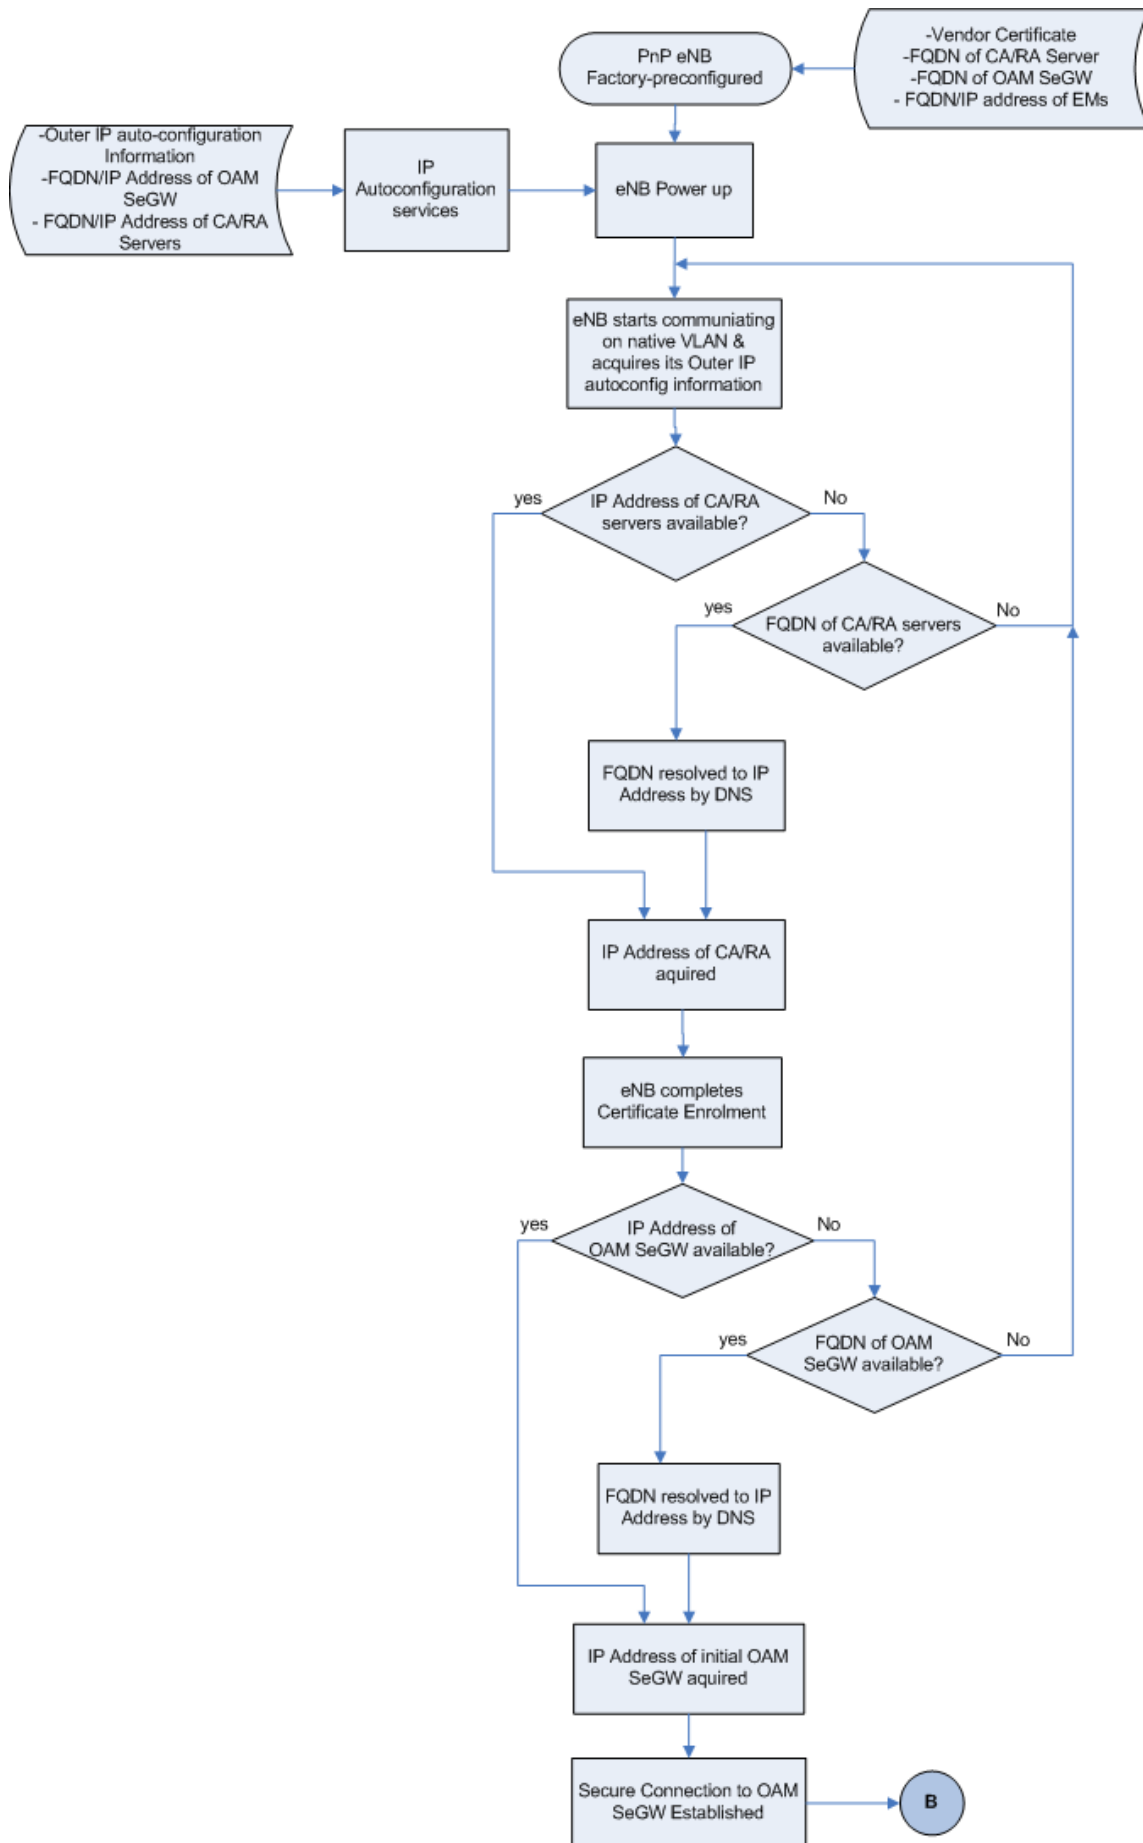 PnP eNB
Factory-preconfigured
-Vendor Certificate
-FQDN of CA/RA Server
-FQDN of OAM SeGW
- FQDN/IP address of EMs
-Outer IP auto-configuration
Information
-FQDN/IP Address of OAM
SeGW
- FQDN/IP Address of CA/RA
Servers
IP
Autoconfiguration
services
eNB Power up
eNB starts communiating
on native VLAN &
acquires its Outer IP
autoconfig information
yes
IP Address of CA/RA
servers available?
No
yes
FQDN of CA/RA servers
available?
No
FQDN resolved to IP
Address by DNS
IP Address of CA/RA
aquired
eNB completes
Certificate Enrolment
yes
IP Address of
OAM SeGW available?
No
yes
FQDN of OAM
SeGW available?
No
FQDN resolved to IP
Address by DNS
IP Address of initial OAM
SeGW aquired
Secure Connection to OAM
SeGW Established
B